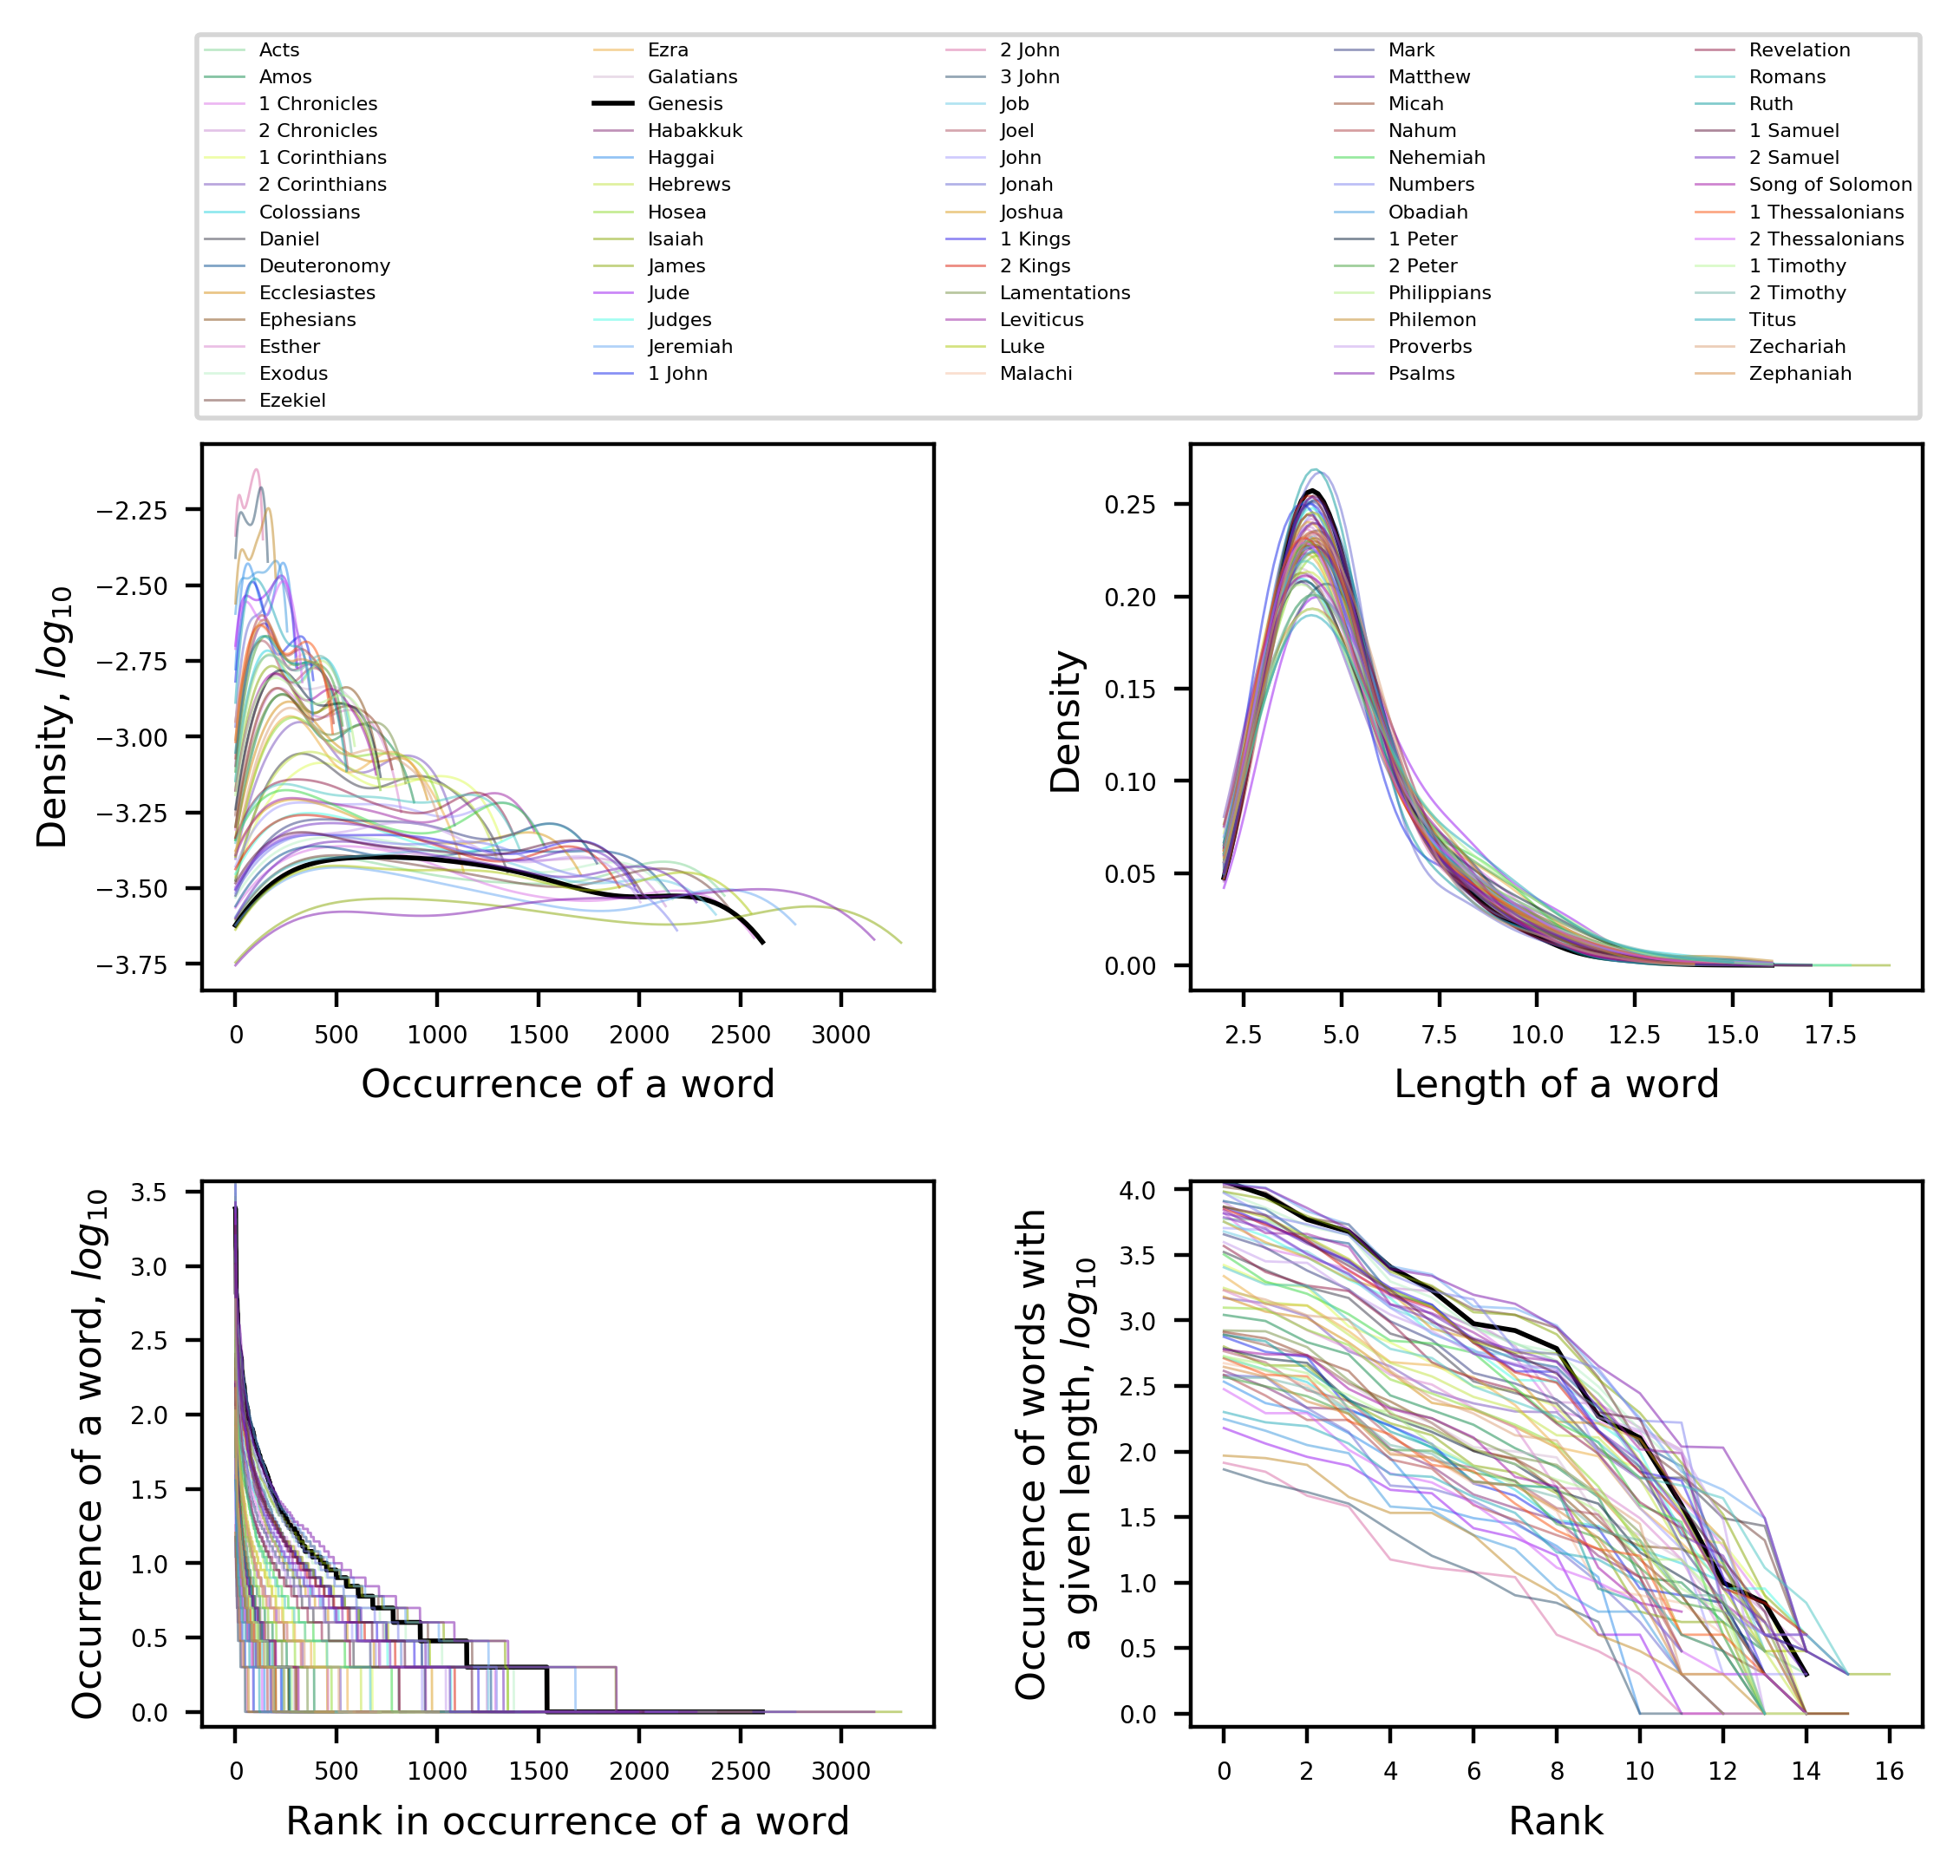 Acts
Amos
1 Chronicles
2 Chronicles
1 Corinthians
2 Corinthians
Colossians
Daniel
Deuteronomy
Ecclesiastes
Ephesians
Esther
Exodus
Ezekiel
Ezra
Galatians
Genesis
Habakkuk
Haggai
Hebrews
Hosea
Isaiah
James
Jude
Judges
Jeremiah
1 John
2 John
3 John
Job
Joel
John
Jonah
Joshua
1 Kings
2 Kings
Lamentations
Leviticus
Luke
Malachi
Mark
Matthew
Micah
Nahum
Nehemiah
Numbers
Obadiah
1 Peter
2 Peter
Philippians
Philemon
Proverbs
Psalms
Revelation
Romans
Ruth
1 Samuel
2 Samuel
Song of Solomon
1 Thessalonians
2 Thessalonians
1 Timothy
2 Timothy
Titus
Zechariah
Zephaniah
Density, log10
−2.25
−2.50
−2.75
−3.00
−3.25
−3.50
−3.75
0 500 1000 1500 2000 2500 3000
Occurrence of a word
Density
0.25
0.20
0.15
0.10
0.05
0.00
2.5 5.0 7.5 10.0 12.5 15.0 17.5
Length of a word
Occurrence of a word, log10
3.5
3.0
2.5
2.0
1.5
1.0
0.5
0.0
0 500 1000 1500 2000 2500 3000
Rank in occurrence of a word
Occurrence of words with
a given length, log10
4.0
3.5
3.0
2.5
2.0
1.5
1.0
0.5
0.0
0 2 4 6 8 10 12 14 16
Rank